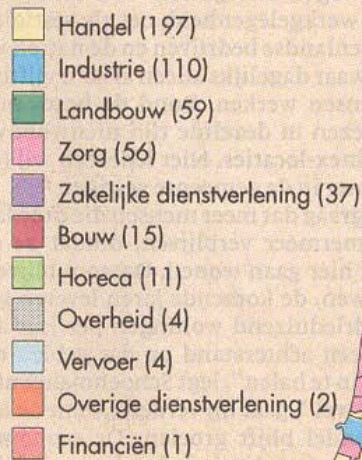 Handel (197)
Industrie (110)
Landbouw (59)
Zorg (56)
Zakelijke dienstverlening (37)
Bouw (15)
Horeca (11)
Overheid (4)
Vervoer (4)
Overige dienstverlening (2)
Financiën (1)